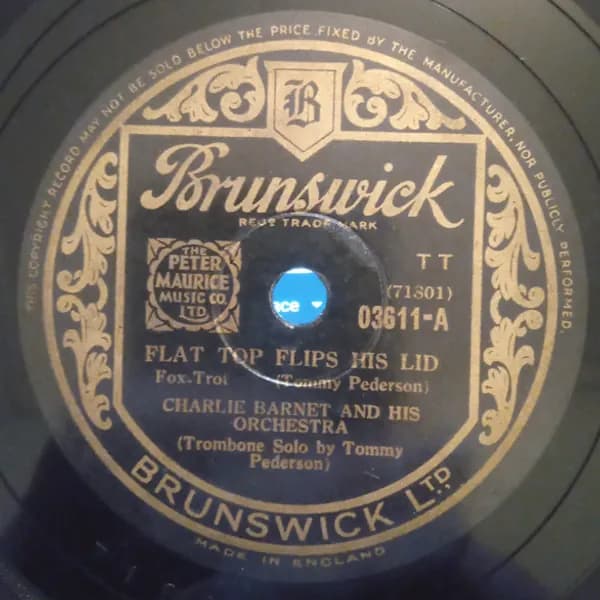 THIS COPYRIGHT RECORD MAY NOT BE SOLD BELOW THE PRICE FIXED BY THE MANUFACTURER, NOR PUBLICLY PERFORMED.
B
Brunswick
REGD TRADE MARK
THE
PETER
MAURICE
MUSIC CO.
LTD
TT
(71801)
03611-A
ce
FLAT TOP FLIPS HIS LID
Fox-Trot (Tommy Pederson)
CHARLIE BARNET AND HIS
ORCHESTRA
(Trombone Solo by Tommy
Pederson)
BRUNSWICK LTD.,
MADE IN ENGLAND